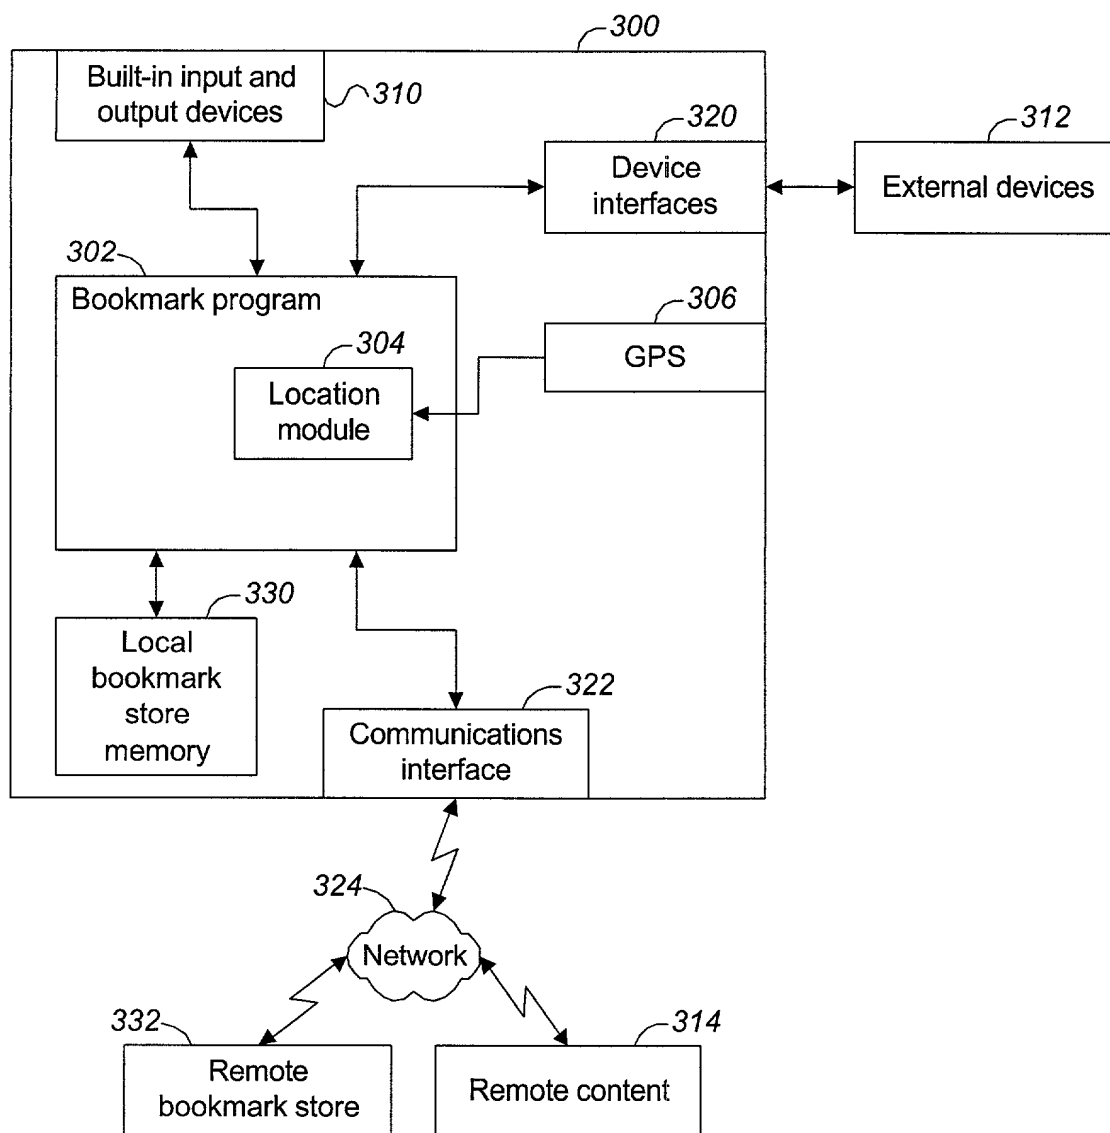 300
Built-in input and
output devices
310
320
Device
interfaces
312
External devices
302
Bookmark program
306
GPS
304
Location
module
330
Local
bookmark
store
memory
322
Communications
interface
324
Network
332
Remote
bookmark store
314
Remote content